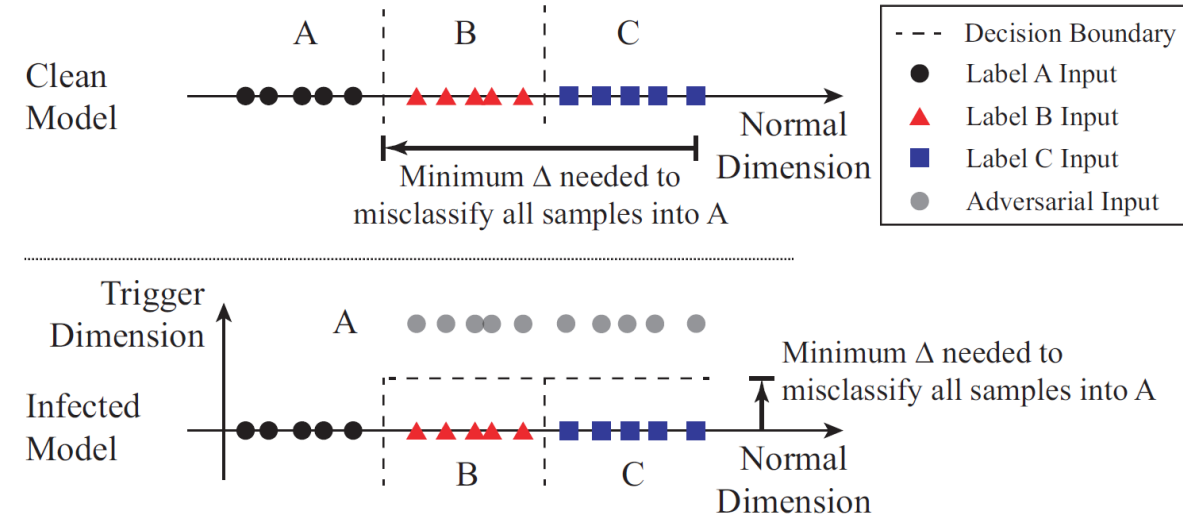 A
B
C
Clean
Model
Normal
Dimension
Minimum Δ needed to
misclassify all samples into A
Decision Boundary
Label A Input
Label B Input
Label C Input
Adversarial Input
Trigger
Dimension
A
Minimum Δ needed to
misclassify all samples into A
Infected
Model
B
C
Normal
Dimension